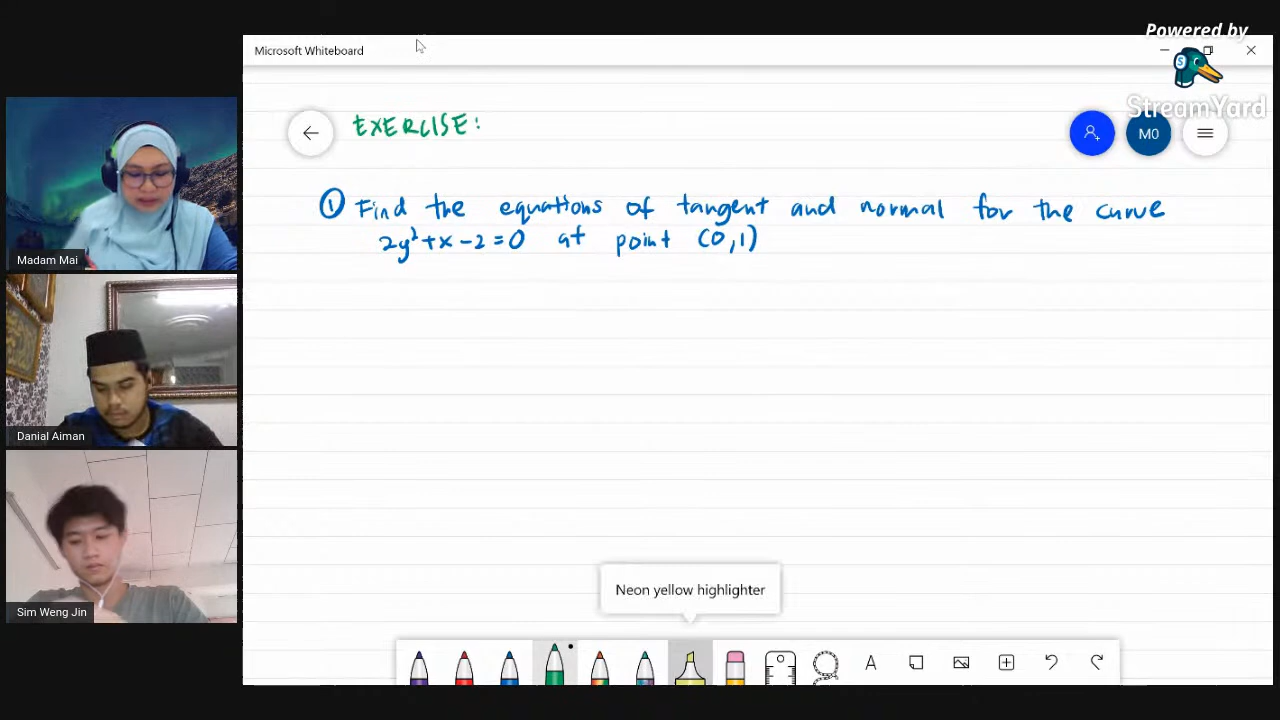 Powered by
StreamYard
Microsoft Whiteboard
EXERCISE:
M0
① Find the equations of tangent and normal for the curve
2y²+x-2=0 at point (0,1)
Madam Mai
Danial Aiman
Sim Weng Jin
Neon yellow highlighter
A